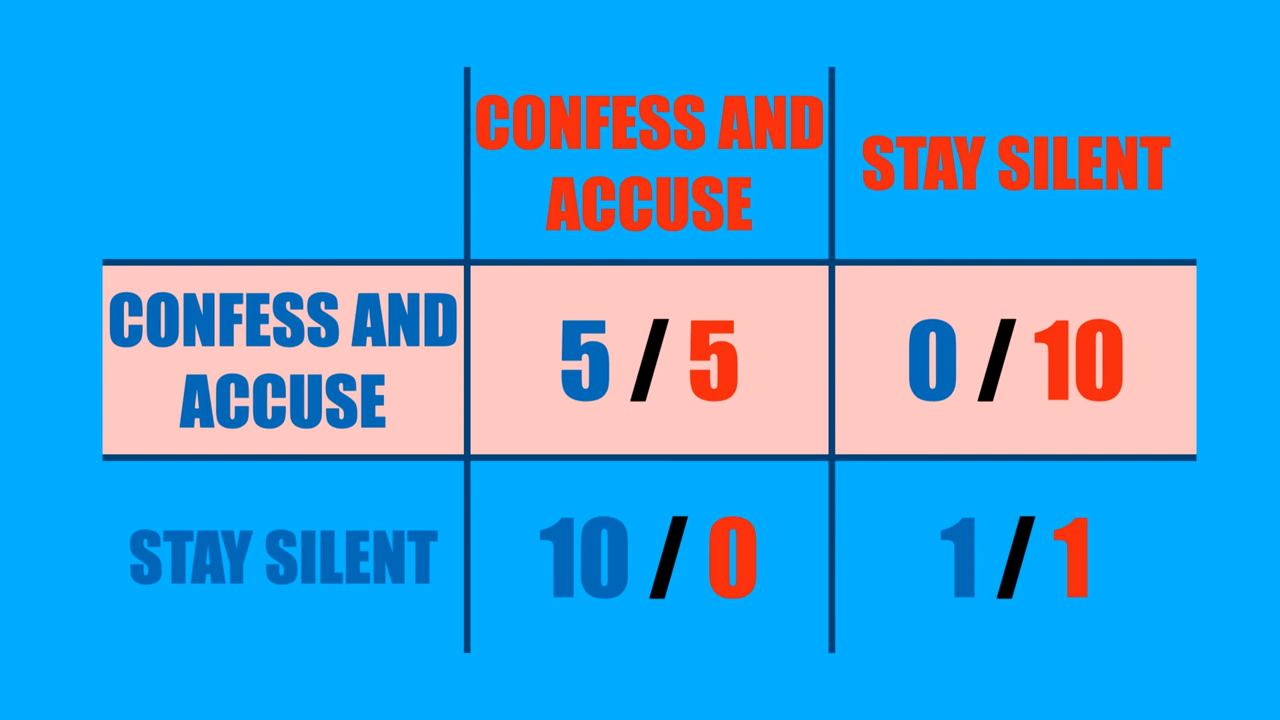 CONFESS AND
ACCUSE
STAY SILENT
CONFESS AND
ACCUSE
5 / 5
0 / 10
STAY SILENT
10 / 0
1 / 1